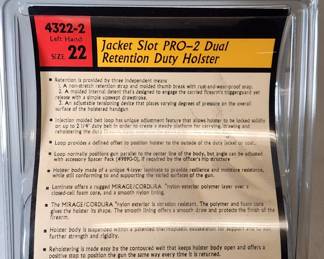 4322-2
Left Hand
SIZE 22
Jacket Slot PRO-2 Dual
Retention Duty Holster
• Retention is provided by three independent means
1. A non-stretch retention strap and molded thumb break with rug-and-wear-proof snap.
2. A molded internal detent that's designed to engage the carried firearm's triggerguard yet
release with a simple upward drawstroke.
3. An adjustable tensioning device that places varying degrees of pressure on the overall
surface of the holstered handgun
• Injection molded belt loop has unique adjustment feature that allows holster to be locked solidly
on up to 2 1/4" duty belt in order to create a steady platform for carrying, drawing and
reholstering the duty
• Loop provides a defined offset to position holster to the outside of the duty jacket or coat.
• Loop normally positions gun parallel to the center line of the body, but angle can be adjusted
with accessory Spacer Pack (#9890-0), if required by the officer's hip structure
• Holster body made of a unique 4-layer laminate to provide resilience and moisture resistance,
while still conforming to and supporting the varied surfaces of the gun.
• Laminate offers a rugged MIRAGE/CORDURA nylon exterior polymer layer over a
closed-cell foam core, and a smooth nylon lining.
• The MIRAGE/CORDURA nylon exterior is abrasion resistant. The polymer and foam core
gives the holster its shape. The smooth lining offers a smooth draw and protects the finish of the
firearm.
• Holster body is suspended within a patented thermoplastic exoskeleton for support and
further strength and rigidity.
• Reholstering is made easy by the contoured welt that keeps holster body open and offers a
positive stop to position the gun the same way every time it is returned.